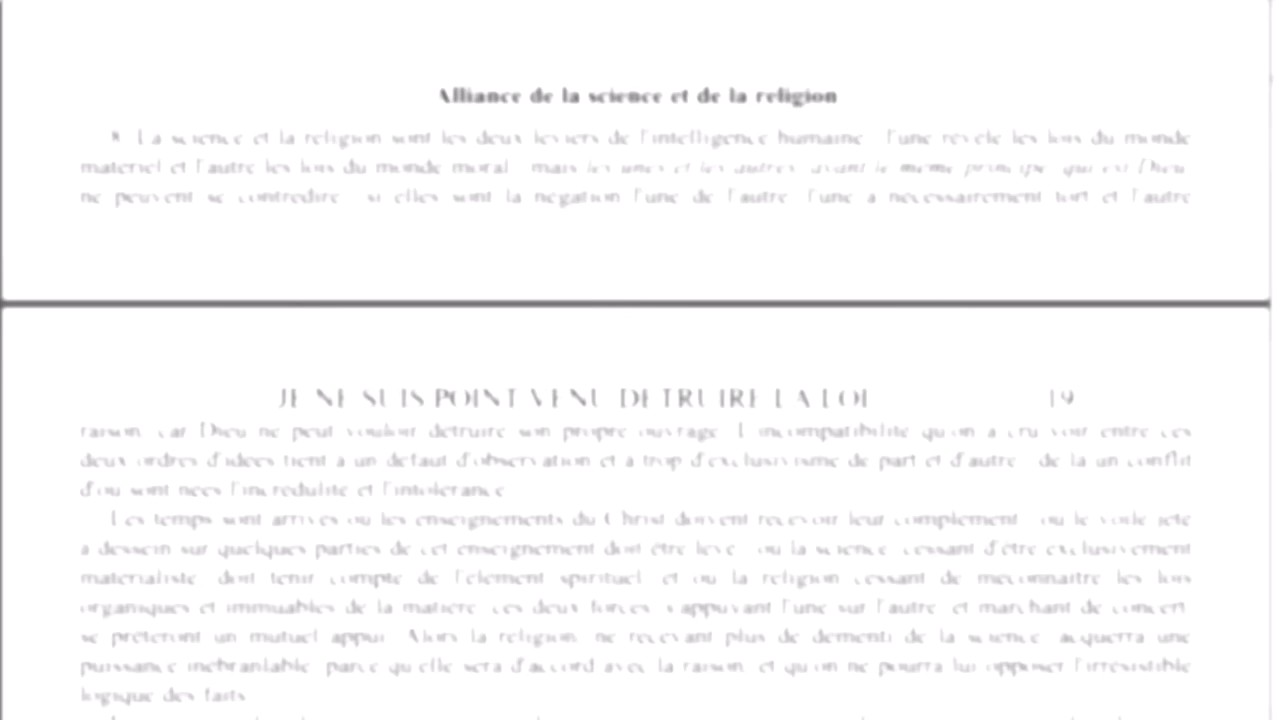 Alliance de la science et de la religion
8. La science et la religion sont les deux leviers de l'intelligence humaine : l'une révèle les lois du monde
matériel et l'autre les lois du monde moral ; mais les unes et les autres, ayant le même principe, qui est Dieu,
ne peuvent se contredire ; si elles sont la négation l'une de l'autre, l'une a nécessairement tort et l'autre
JE NE SUIS POINT VENU DÉTRUIRE LA LOI 19
raison, car Dieu ne peut vouloir détruire son propre ouvrage. L'incompatibilité qu'on a cru voir entre ces
deux ordres d'idées tient à un défaut d'observation et à trop d'exclusivisme de part et d'autre ; de là un conflit
d'où sont nées l'incrédulité et l'intolérance.
Les temps sont arrivés où les enseignements du Christ doivent recevoir leur complément ; où le voile jeté
à dessein sur quelques parties de cet enseignement doit être levé ; où la science, cessant d'être exclusivement
matérialiste, doit tenir compte de l'élément spirituel, et où la religion cessant de méconnaître les lois
organiques et immuables de la matière, ces deux forces, s'appuyant l'une sur l'autre, et marchant de concert,
se prêteront un mutuel appui. Alors la religion, ne recevant plus de démenti de la science, acquerra une
puissance inébranlable, parce qu'elle sera d'accord avec la raison, et qu'on ne pourra lui opposer l'irrésistible
logique des faits.